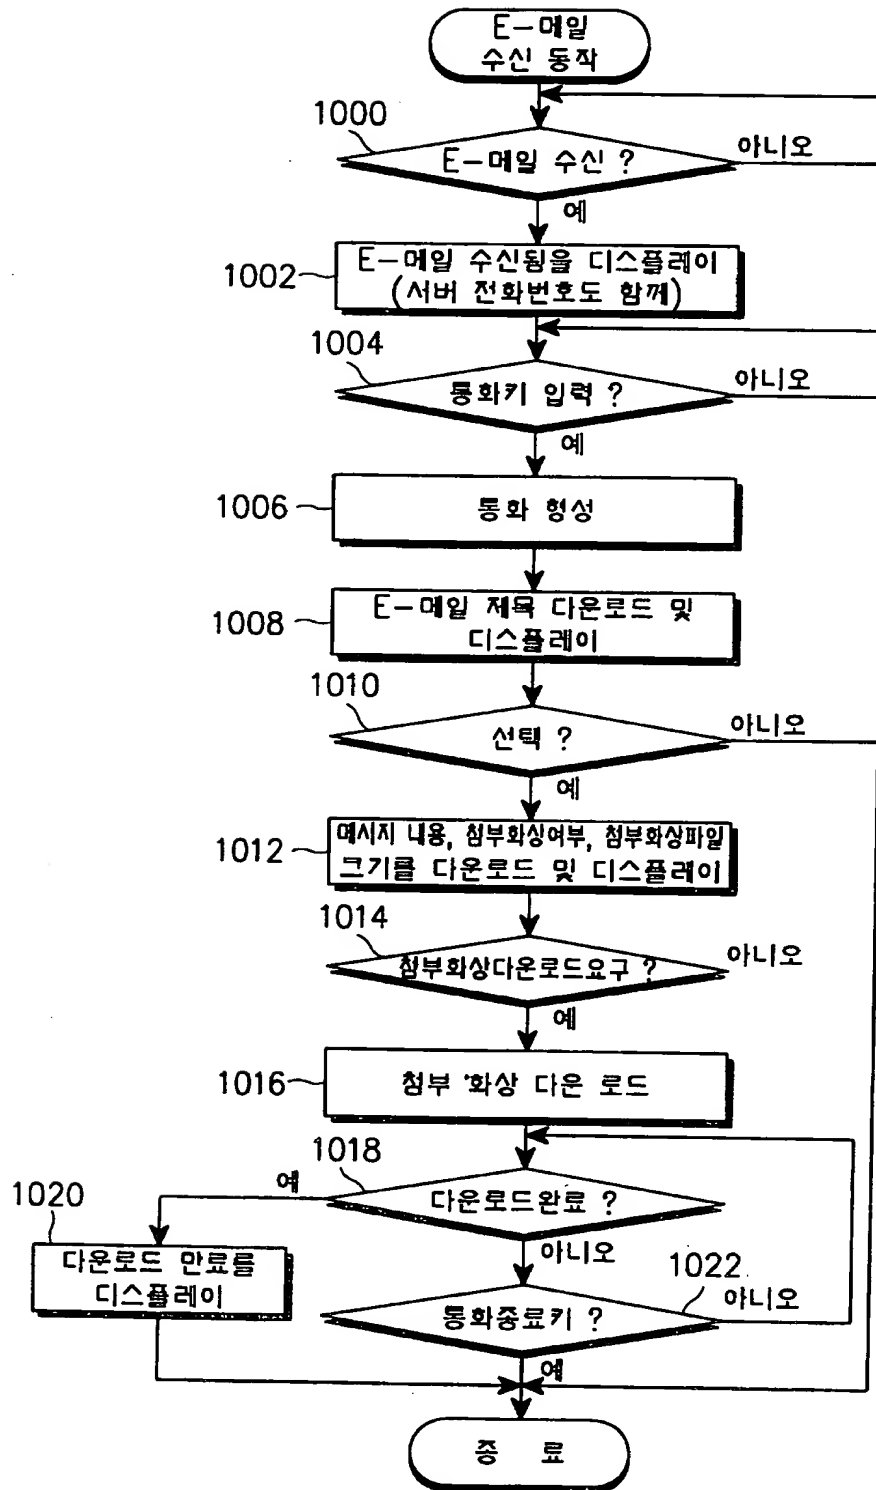 E-메일
수신 동작
1000
E-메일 수신 ?
아니오
예
1002
E-메일 수신됨을 디스플레이
(서버 전화번호도 함께)
1004
통화키 입력 ?
아니오
예
1006
통화 형성
1008
E-메일 제목 다운로드 및
디스플레이
1010
선택 ?
아니오
예
1012
메시지 내용, 첨부화상여부, 첨부화상파일
크기를 다운로드 및 디스플레이
1014
첨부화상다운로드요구 ?
아니오
예
1016
첨부 화상 다운 로드
1018
다운로드완료 ?
예
아니오
1020
다운로드 만료를
디스플레이
1022
통화종료키 ?
아니오
예
종 료